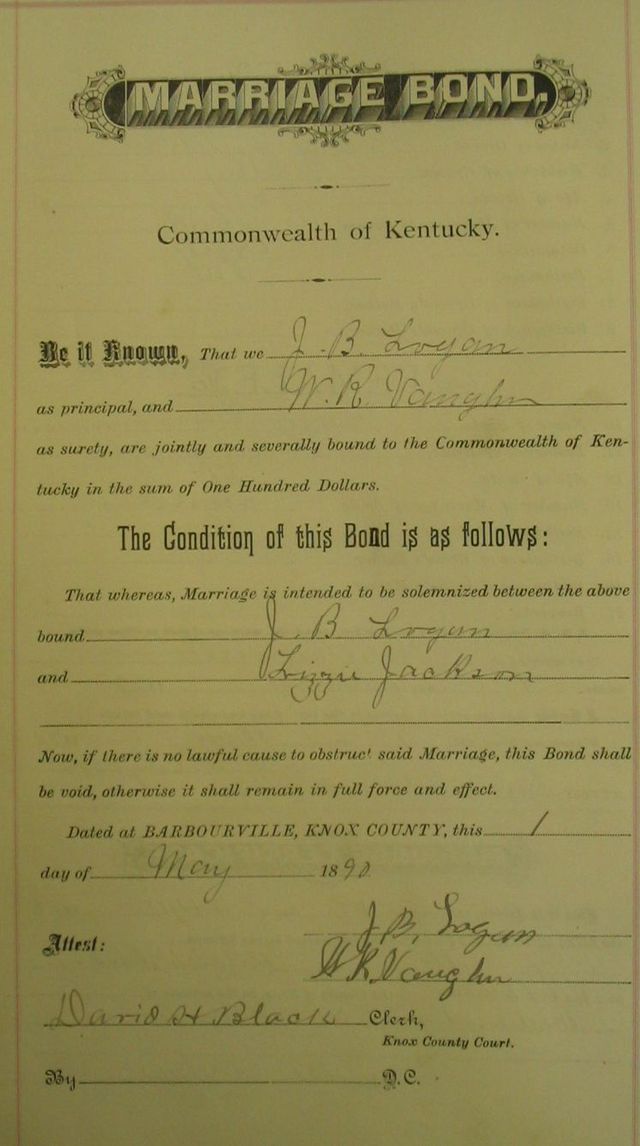 MARRIAGE BOND.
Commonwealth of Kentucky.
Be it Known, That we J. B. Logan
as principal, and W. R. Vaughn
as surety, are jointly and severally bound to the Commonwealth of Ken-
tucky in the sum of One Hundred Dollars.
The Condition of this Bond is as follows:
That whereas, Marriage is intended to be solemnized between the above
bound J. B Logan
and Lizzie Jackson
Now, if there is no lawful cause to obstruct said Marriage, this Bond shall
be void, otherwise it shall remain in full force and effect.
Dated at BARBOURVILLE, KNOX COUNTY, this 1
day of May 1890
J. B. Logan
Attest:
W R. Vaughn
David H Black Clerk,
Knox County Court.
By D. C.